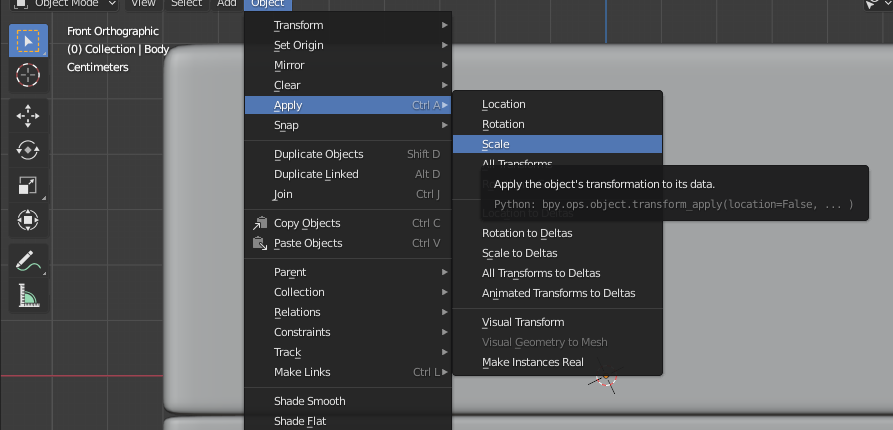 Object Mode View Select Add Object
Front Orthographic
(0) Collection | Body
Centimeters
Transform
Set Origin
Mirror
Clear
Apply Ctrl A
Snap
Duplicate Objects Shift D
Duplicate Linked Alt D
Join Ctrl J
Copy Objects Ctrl C
Paste Objects Ctrl V
Parent
Collection
Relations
Constraints
Track
Make Links Ctrl L
Shade Smooth
Shade Flat
Location
Rotation
Scale
All Transforms
Apply the object's transformation to its data.
Python: bpy.ops.object.transform_apply(location=False, ... )
Location to Deltas
Rotation to Deltas
Scale to Deltas
All Transforms to Deltas
Animated Transforms to Deltas
Visual Transform
Visual Geometry to Mesh
Make Instances Real